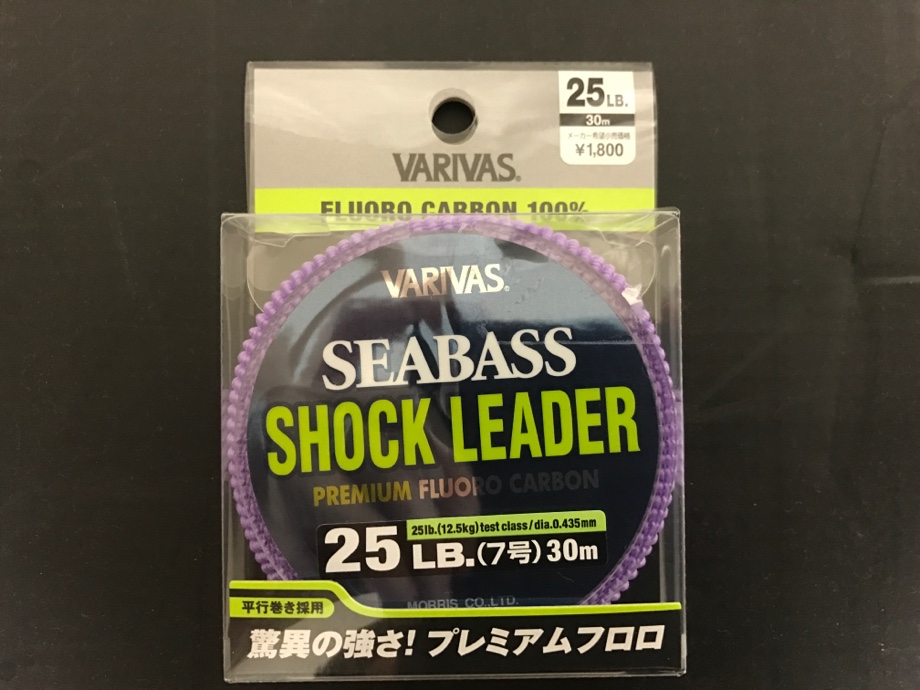 25LB.
30m
メーカー希望小売価格
¥1,800
VARIVAS®
FLUORO CARBON 100%
VARIVAS®
SEABASS
SHOCK LEADER
PREMIUM FLUORO CARBON
25lb.(12.5kg)test class/dia.0.435mm
25 LB.(7号)30m
MORRIS CO.,LTD.
平行巻き採用
驚異の強さ!プレミアムフロロ